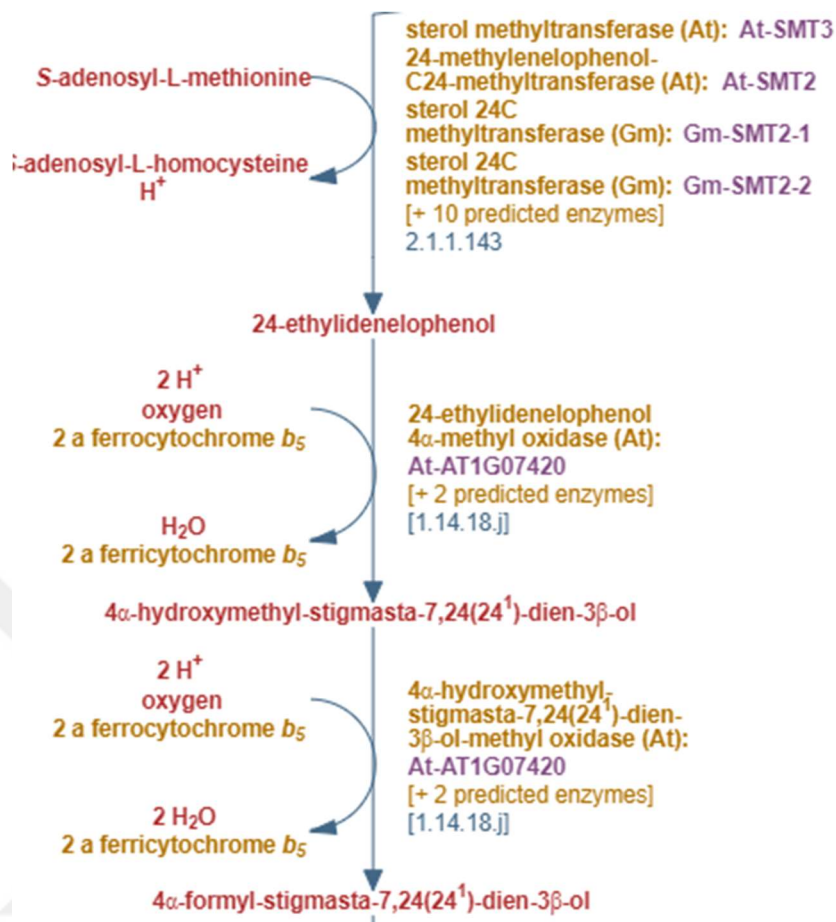 sterol methyltransferase (At): At-SMT3
24-methylenelophenol-
C24-methyltransferase (At): At-SMT2
sterol 24C
methyltransferase (Gm): Gm-SMT2-1
sterol 24C
methyltransferase (Gm): Gm-SMT2-2
[+ 10 predicted enzymes]
2.1.1.143
S-adenosyl-L-methionine
S-adenosyl-L-homocysteine
H⁺
24-ethylidenelophenol
2 H⁺
oxygen
2 a ferrocytochrome b₅
H₂O
2 a ferricytochrome b₅
24-ethylidenelophenol
4α-methyl oxidase (At):
At-AT1G07420
[+ 2 predicted enzymes]
[1.14.18.j]
4α-hydroxymethyl-stigmasta-7,24(24¹)-dien-3β-ol
2 H⁺
oxygen
2 a ferrocytochrome b₅
2 H₂O
2 a ferricytochrome b₅
4α-hydroxymethyl-
stigmasta-7,24(24¹)-dien-
3β-ol-methyl oxidase (At):
At-AT1G07420
[+ 2 predicted enzymes]
[1.14.18.j]
4α-formyl-stigmasta-7,24(24¹)-dien-3β-ol